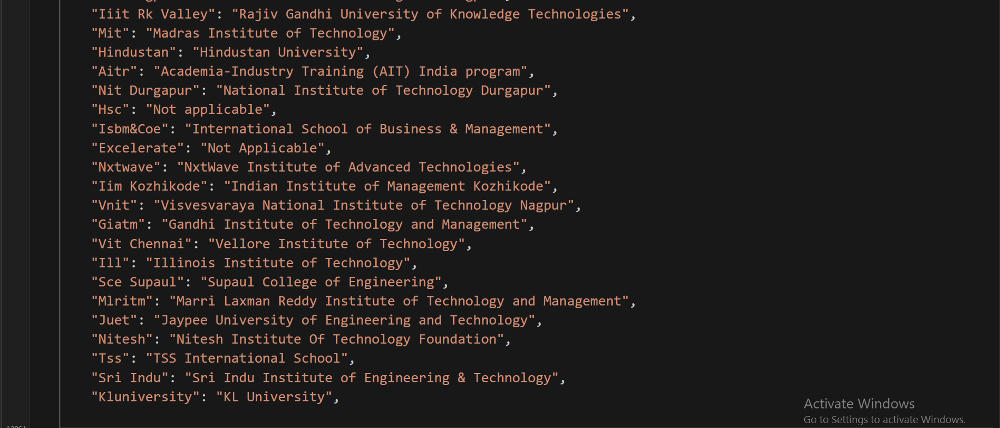 "Iiit Rk Valley": "Rajiv Gandhi University of Knowledge Technologies",
"Mit": "Madras Institute of Technology",
"Hindustan": "Hindustan University",
"Aitr": "Academia-Industry Training (AIT) India program",
"Nit Durgapur": "National Institute of Technology Durgapur",
"Hsc": "Not applicable",
"Isbm&Coe": "International School of Business & Management",
"Excelerate": "Not Applicable",
"Nxtwave": "NxtWave Institute of Advanced Technologies",
"Iim Kozhikode": "Indian Institute of Management Kozhikode",
"Vnit": "Visvesvaraya National Institute of Technology Nagpur",
"Giatm": "Gandhi Institute of Technology and Management",
"Vit Chennai": "Vellore Institute of Technology",
"Ill": "Illinois Institute of Technology",
"Sce Supaul": "Supaul College of Engineering",
"Mlritm": "Marri Laxman Reddy Institute of Technology and Management",
"Juet": "Jaypee University of Engineering and Technology",
"Nitesh": "Nitesh Institute Of Technology Foundation",
"Tss": "TSS International School",
"Sri Indu": "Sri Indu Institute of Engineering & Technology",
"Kluniversity": "KL University",
Activate Windows
Go to Settings to activate Windows.